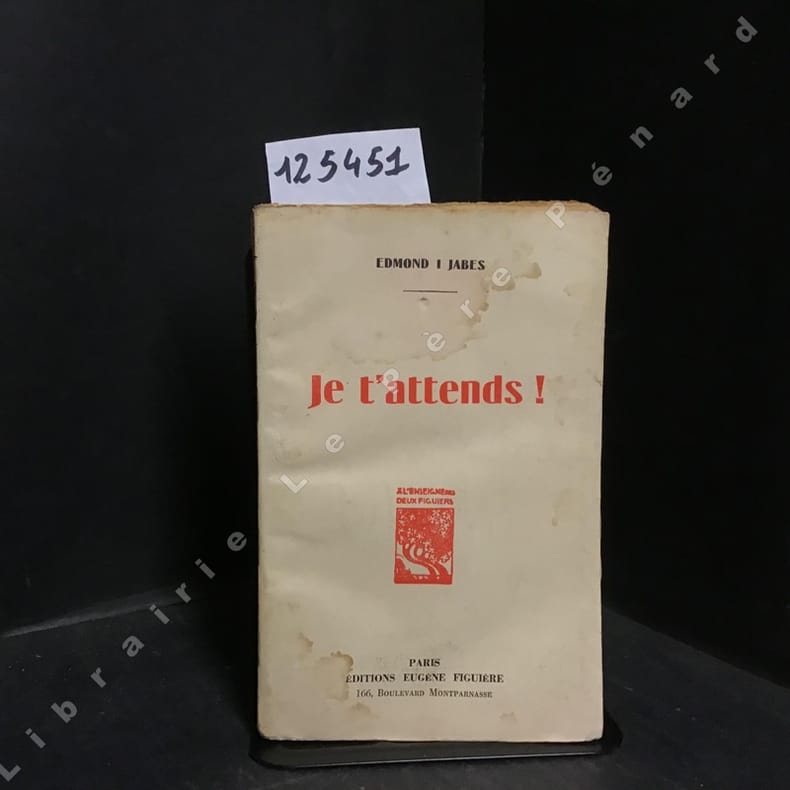 125451
EDMOND I JABES
Je t'attends !
A L'ENSEIGNE DES
DEUX FIGUIERS
PARIS
ÉDITIONS EUGÈNE FIGUIÈRE
166, BOULEVARD MONTPARNASSE
Librairie Le Père Pénard